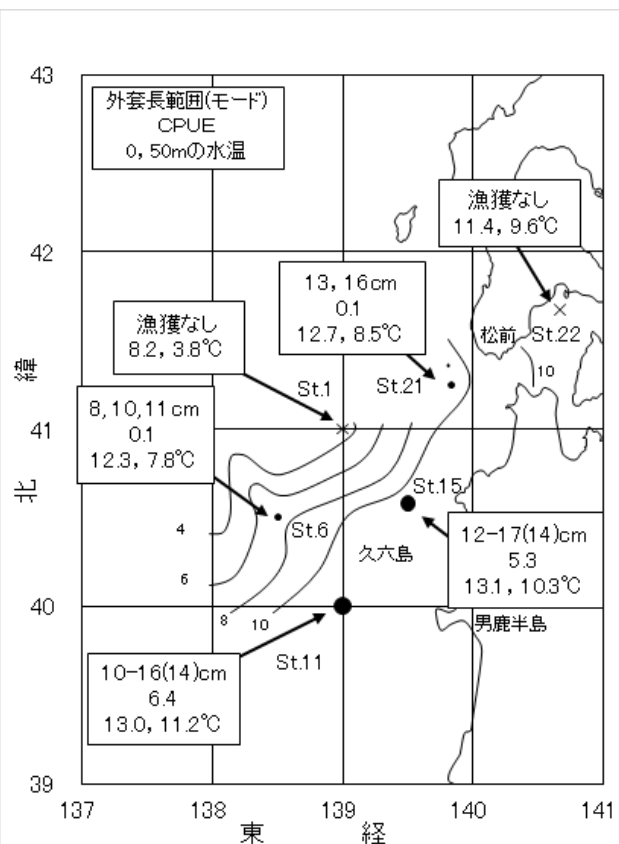 43
外套長範囲(モード)
CPUE
0, 50mの水温
漁獲なし
11.4, 9.6℃
42
13, 16cm
0.1
12.7, 8.5℃
漁獲なし
8.2, 3.8℃
松前
St.22
緯
10
St.1
St.21
8, 10, 11cm
0.1
12.3, 7.8℃
41
北
St.15
4
St.6
12-17(14)cm
5.3
13.1, 10.3℃
久六島
6
40
8
10
男鹿半島
St.11
10-16(14)cm
6.4
13.0, 11.2℃
39
137
138
139
140
141
東
経